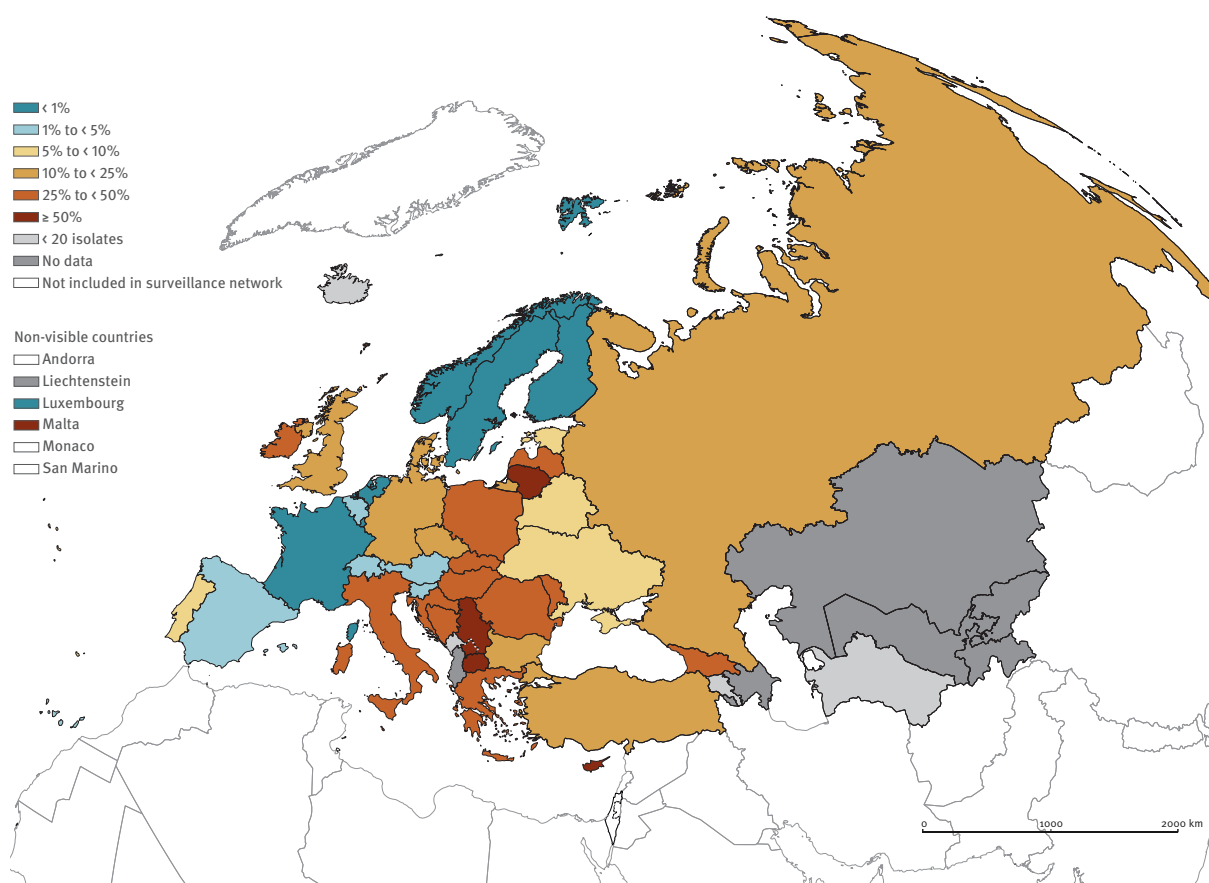 < 1%
1% to < 5%
5% to < 10%
10% to < 25%
25% to < 50%
≥ 50%
< 20 isolates
No data
Not included in surveillance network
Non-visible countries
Andorra
Liechtenstein
Luxembourg
Malta
Monaco
San Marino
0 1000 2000 km